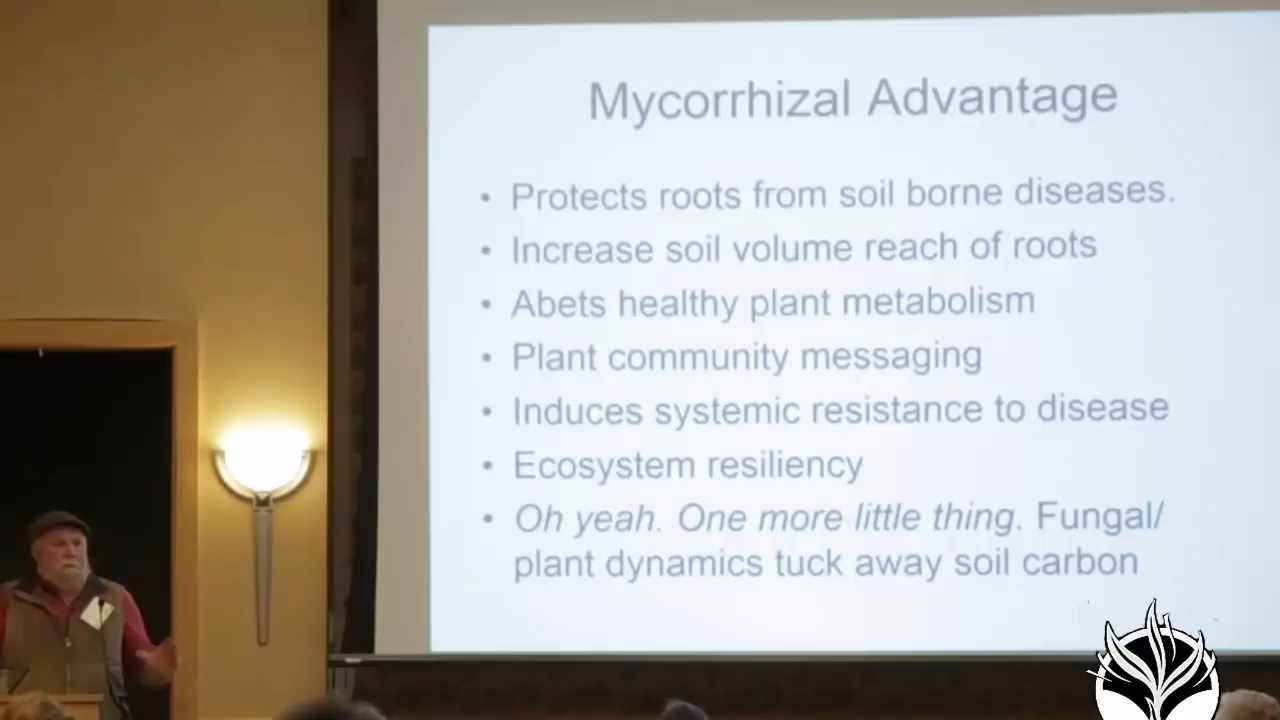 Mycorrhizal Advantage
• Protects roots from soil borne diseases.
• Increase soil volume reach of roots
• Abets healthy plant metabolism
• Plant community messaging
• Induces systemic resistance to disease
• Ecosystem resiliency
• Oh yeah. One more little thing. Fungal/
plant dynamics tuck away soil carbon